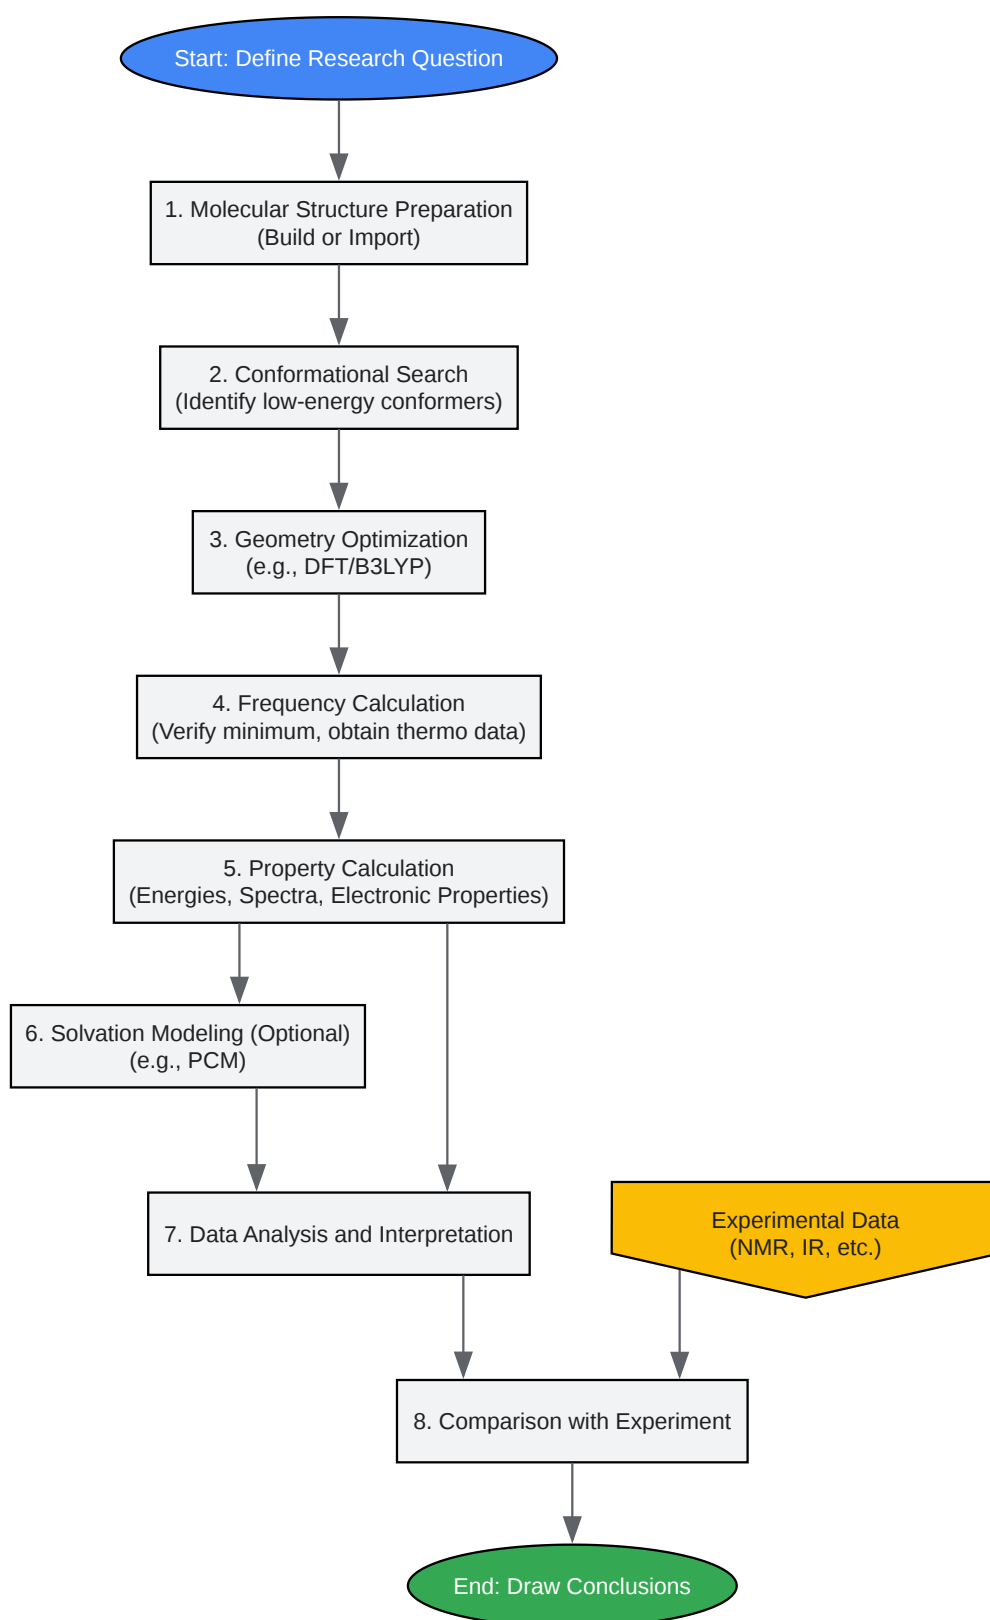 Start: Define Research Question
1. Molecular Structure Preparation
(Build or Import)
2. Conformational Search
(Identify low-energy conformers)
3. Geometry Optimization
(e.g., DFT/B3LYP)
4. Frequency Calculation
(Verify minimum, obtain thermo data)
5. Property Calculation
(Energies, Spectra, Electronic Properties)
6. Solvation Modeling (Optional)
(e.g., PCM)
7. Data Analysis and Interpretation
Experimental Data
(NMR, IR, etc.)
8. Comparison with Experiment
End: Draw Conclusions